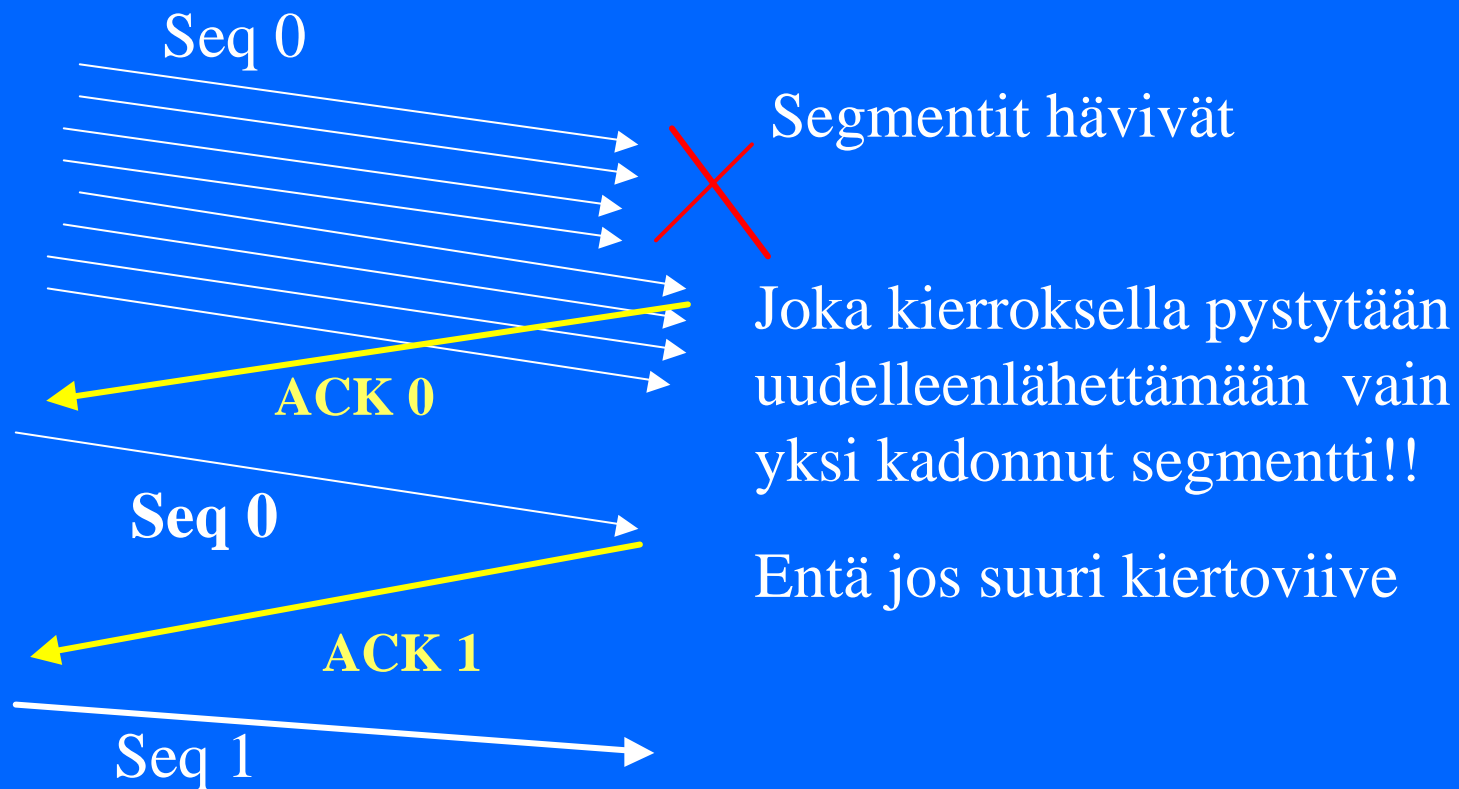 Seq 0
Segmentit hävivät
Joka kierroksella pystytään
uudelleenlähettämään vain
yksi kadonnut segmentti!!
ACK 0
Seq 0
Entä jos suuri kiertoviive
ACK 1
Seq 1